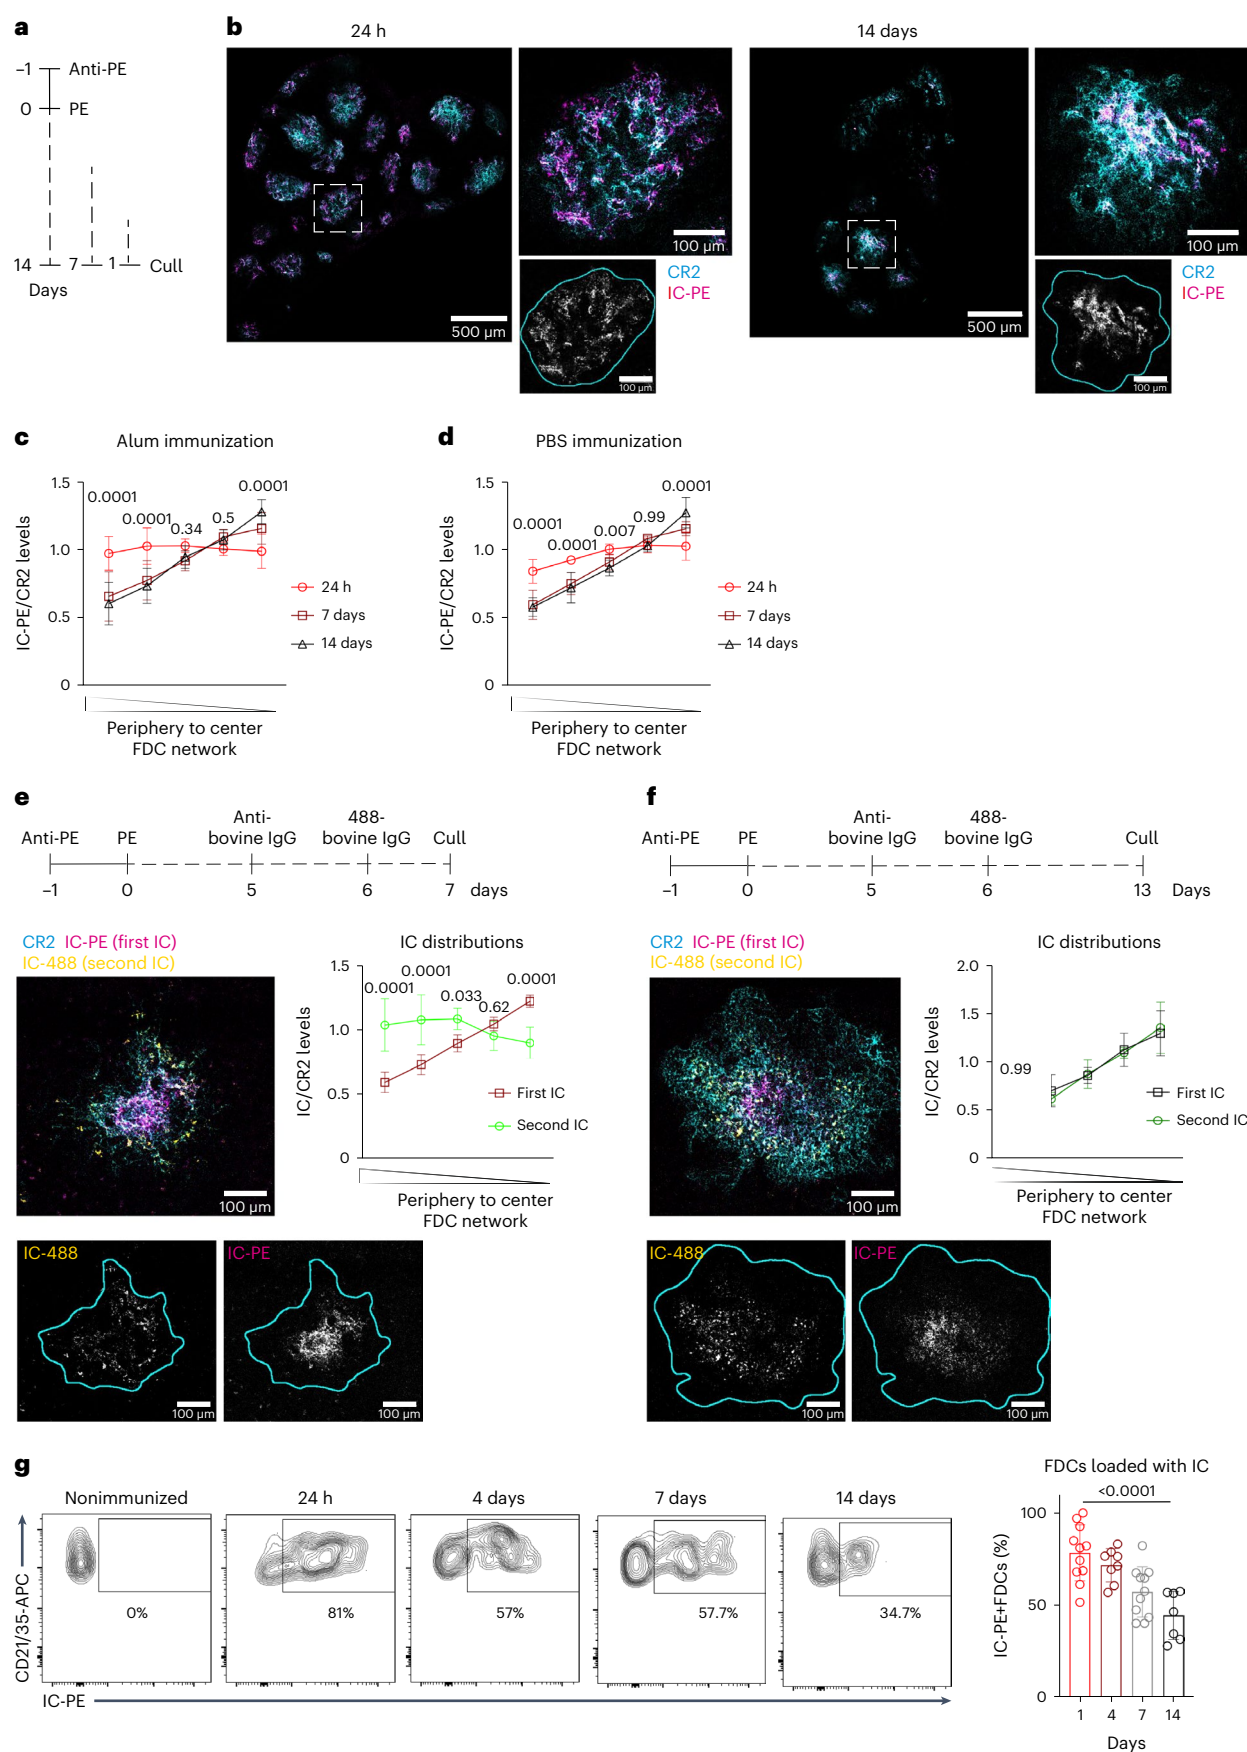 a
−1 Anti-PE
0 PE
14 7 1 Cull
Days
b
24 h
14 days
500 µm
100 µm
CR2
IC-PE
100 µm
500 µm
100 µm
CR2
IC-PE
100 µm
c
Alum immunization
IC-PE/CR2 levels
1.5
1.0
0.5
0
0.0001
0.0001
0.34
0.5
0.0001
24 h
7 days
14 days
Periphery to center
FDC network
d
PBS immunization
IC-PE/CR2 levels
1.5
1.0
0.5
0
0.0001
0.0001
0.007
0.99
0.0001
24 h
7 days
14 days
Periphery to center
FDC network
e
Anti-PE PE Anti-bovine IgG 488-bovine IgG Cull
−1 0 5 6 7 days
CR2 IC-PE (first IC)
IC-488 (second IC)
100 µm
IC distributions
IC/CR2 levels
1.5
1.0
0.5
0
0.0001
0.0001
0.033
0.62
0.0001
First IC
Second IC
Periphery to center
FDC network
IC-488
100 µm
IC-PE
100 µm
f
Anti-PE PE Anti-bovine IgG 488-bovine IgG Cull
−1 0 5 6 13 Days
CR2 IC-PE (first IC)
IC-488 (second IC)
100 µm
IC distributions
IC/CR2 levels
2.0
1.5
1.0
0.5
0
0.99
First IC
Second IC
Periphery to center
FDC network
IC-488
100 µm
IC-PE
100 µm
g
Nonimmunized 24 h 4 days 7 days 14 days
CD21/35-APC
0% 81% 57% 57.7% 34.7%
IC-PE
FDCs loaded with IC
<0.0001
IC-PE+FDCs (%)
100
50
0
1 4 7 14
Days